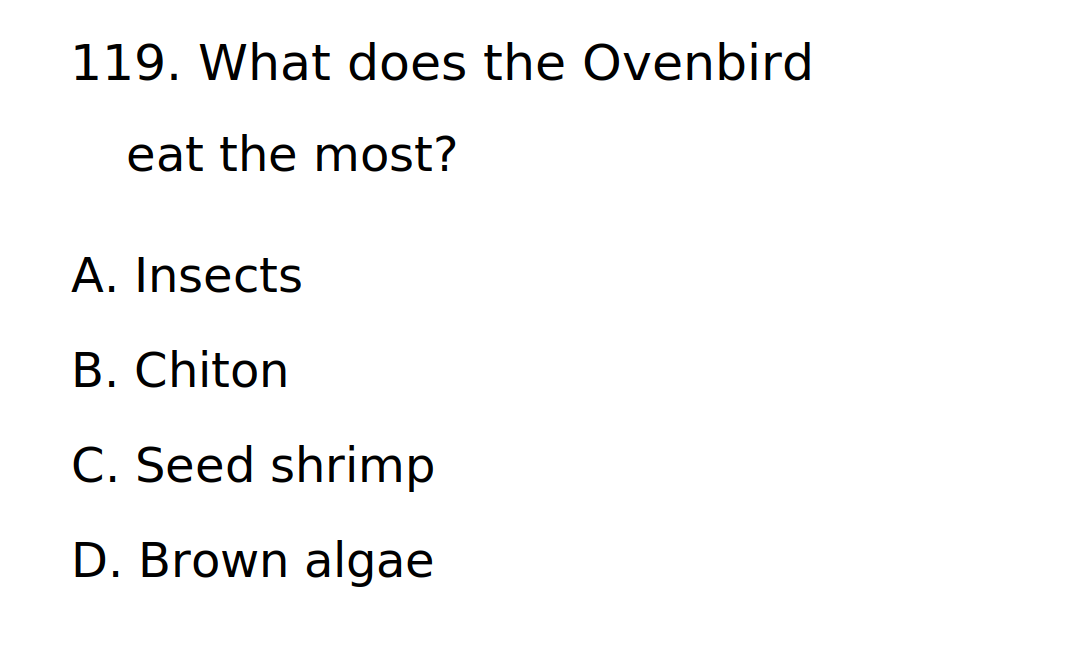 119. What does the Ovenbird
eat the most?
A. Insects
B. Chiton
C. Seed shrimp
D. Brown algae